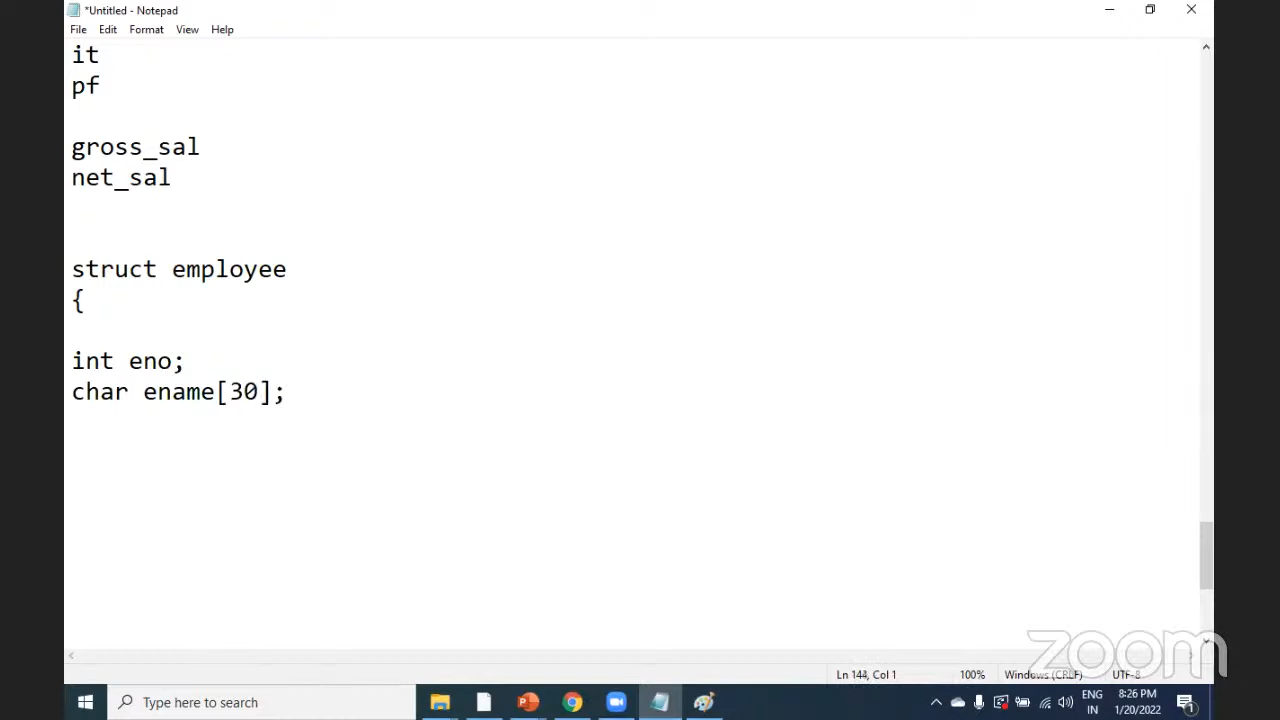 *Untitled - Notepad
File Edit Format View Help
it
pf
gross_sal
net_sal
struct employee
{
int eno;
char ename[30];
zoom
Ln 144, Col 1 100% Windows (CRLF) UTF-8
Type here to search
ENG
IN
8:26 PM
1/20/2022
1